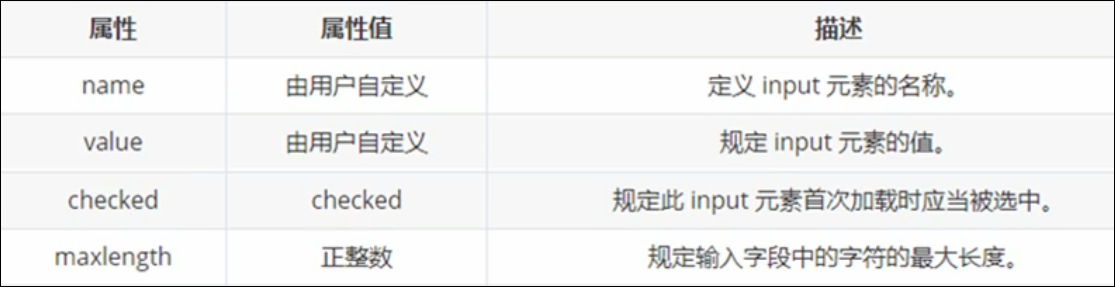 属性 属性值 描述
name 由用户自定义 定义 input 元素的名称。
value 由用户自定义 规定 input 元素的值。
checked checked 规定此 input 元素首次加载时应当被选中。
maxlength 正整数 规定输入字段中的字符的最大长度。